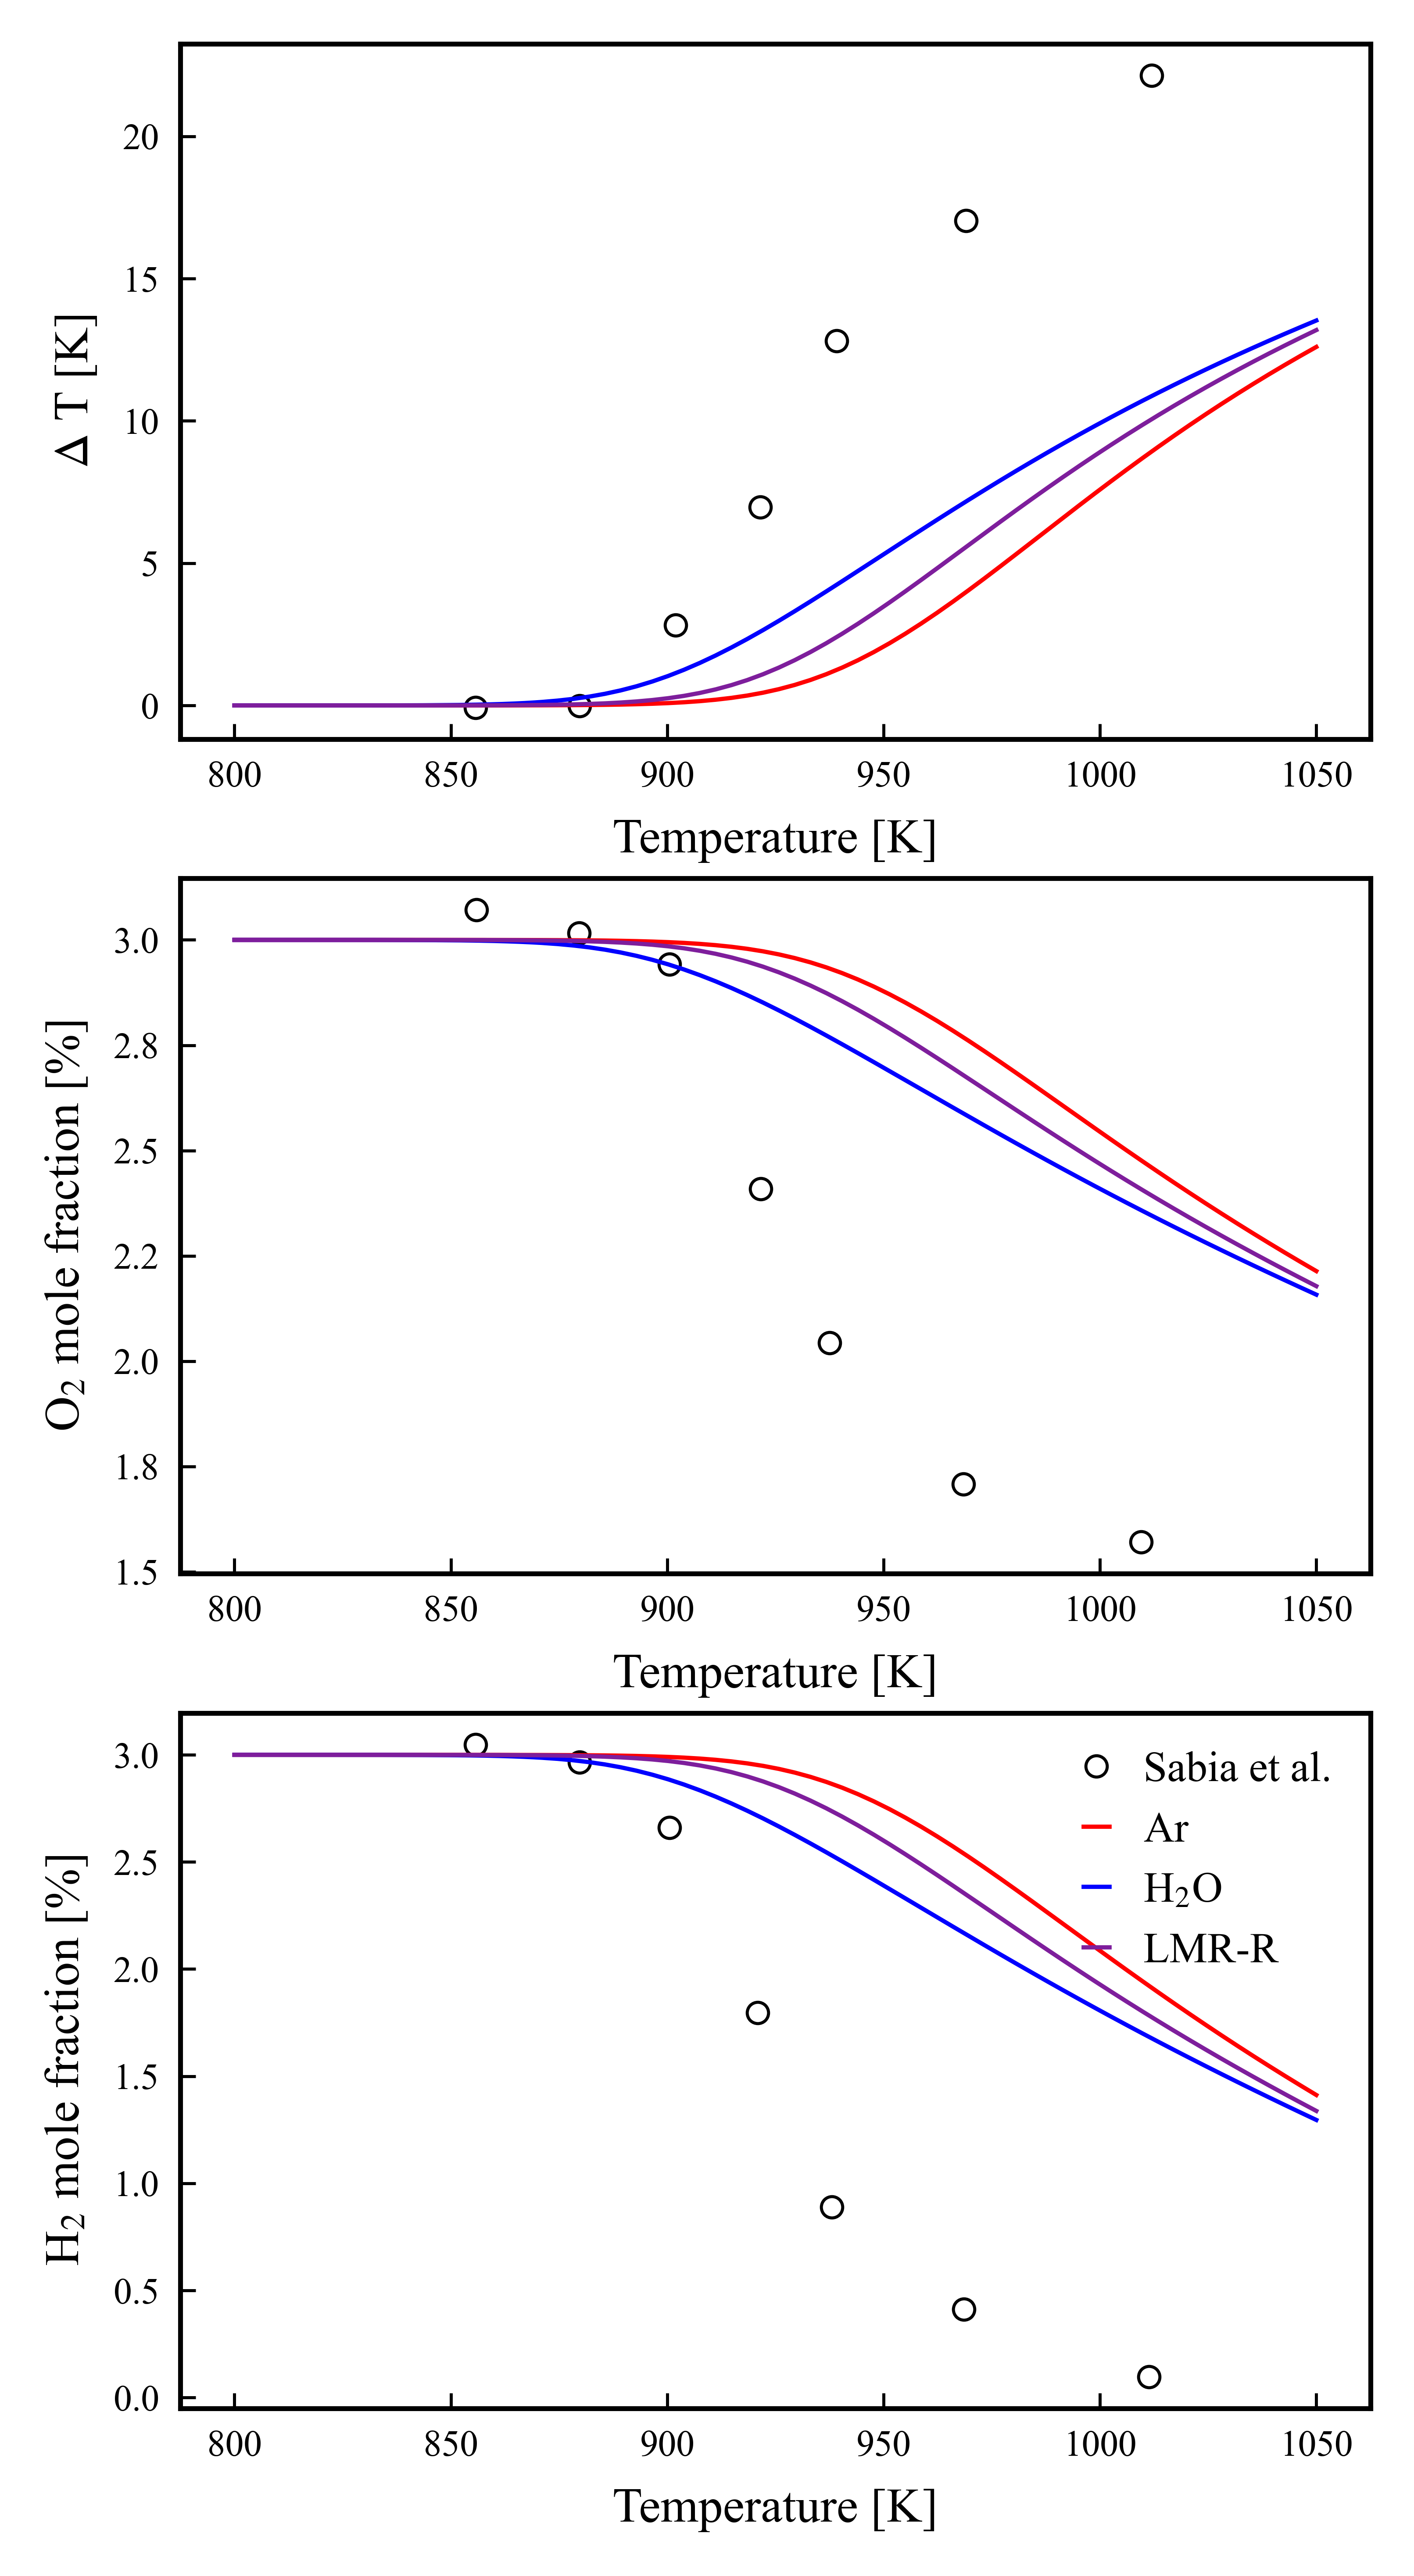 20
15
10
5
0
Δ T [K]
800 850 900 950 1000 1050
Temperature [K]
3.0
2.8
2.5
2.2
2.0
1.8
1.5
O₂ mole fraction [%]
800 850 900 950 1000 1050
Temperature [K]
3.0
2.5
2.0
1.5
1.0
0.5
0.0
H₂ mole fraction [%]
Sabia et al.
Ar
H₂O
LMR-R
800 850 900 950 1000 1050
Temperature [K]